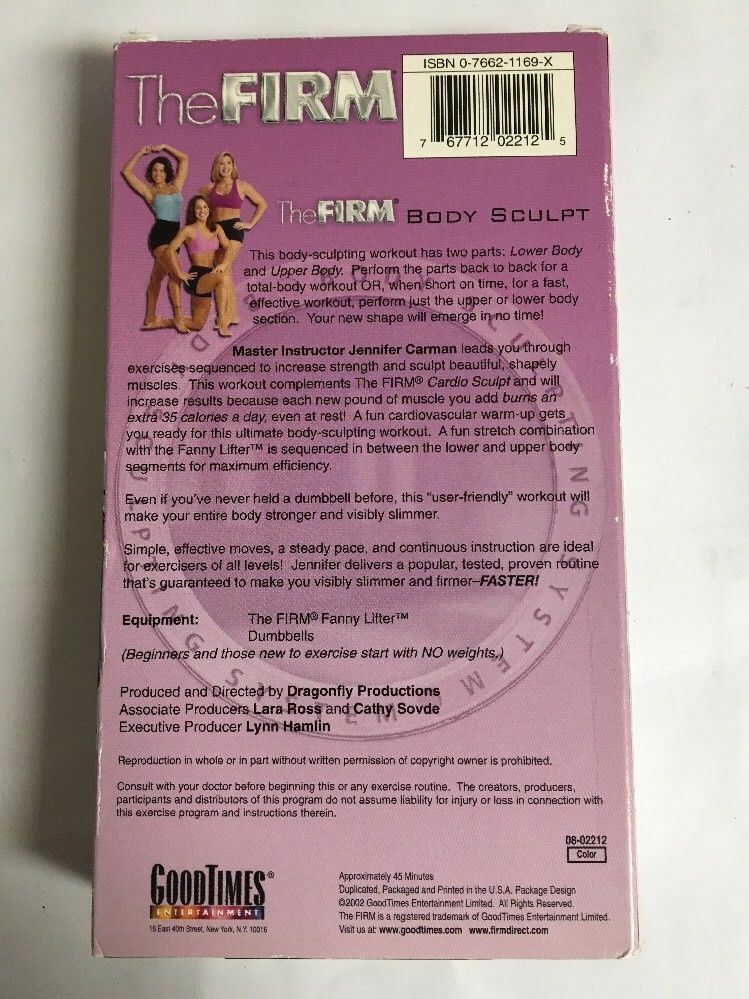 The FIRM®
ISBN 0-7662-1169-X
7 67712 02212 5
The FIRM® BODY SCULPT
This body-sculpting workout has two parts: Lower Body
and Upper Body. Perform the parts back to back for a
total-body workout OR, when short on time, for a fast,
effective workout, perform just the upper or lower body
section. Your new shape will emerge in no time!
Master Instructor Jennifer Carman leads you through
exercises sequenced to increase strength and sculpt beautiful, shapely
muscles. This workout complements The FIRM® Cardio Sculpt and will
increase results because each new pound of muscle you add burns an
extra 35 calories a day, even at rest! A fun cardiovascular warm-up gets
you ready for this ultimate body-sculpting workout. A fun stretch combination
with the Fanny Lifter™ is sequenced in between the lower and upper body
segments for maximum efficiency.
Even if you've never held a dumbbell before, this "user-friendly" workout will
make your entire body stronger and visibly slimmer.
Simple, effective moves, a steady pace, and continuous instruction are ideal
for exercisers of all levels! Jennifer delivers a popular, tested, proven routine
that's guaranteed to make you visibly slimmer and firmer–FASTER!
Equipment: The FIRM® Fanny Lifter™
Dumbbells
(Beginners and those new to exercise start with NO weights.)
Produced and Directed by Dragonfly Productions
Associate Producers Lara Ross and Cathy Sovde
Executive Producer Lynn Hamlin
Reproduction in whole or in part without written permission of copyright owner is prohibited.
Consult with your doctor before beginning this or any exercise routine. The creators, producers,
participants and distributors of this program do not assume liability for injury or loss in connection with
this exercise program and instructions therein.
08-02212
Color
GOODTIMES®
ENTERTAINMENT
16 East 40th Street, New York, N.Y. 10016
Approximately 45 Minutes
Duplicated, Packaged and Printed in the U.S.A. Package Design
©2002 GoodTimes Entertainment Limited. All Rights Reserved.
The FIRM is a registered trademark of GoodTimes Entertainment Limited.
Visit us at: www.goodtimes.com www.firmdirect.com